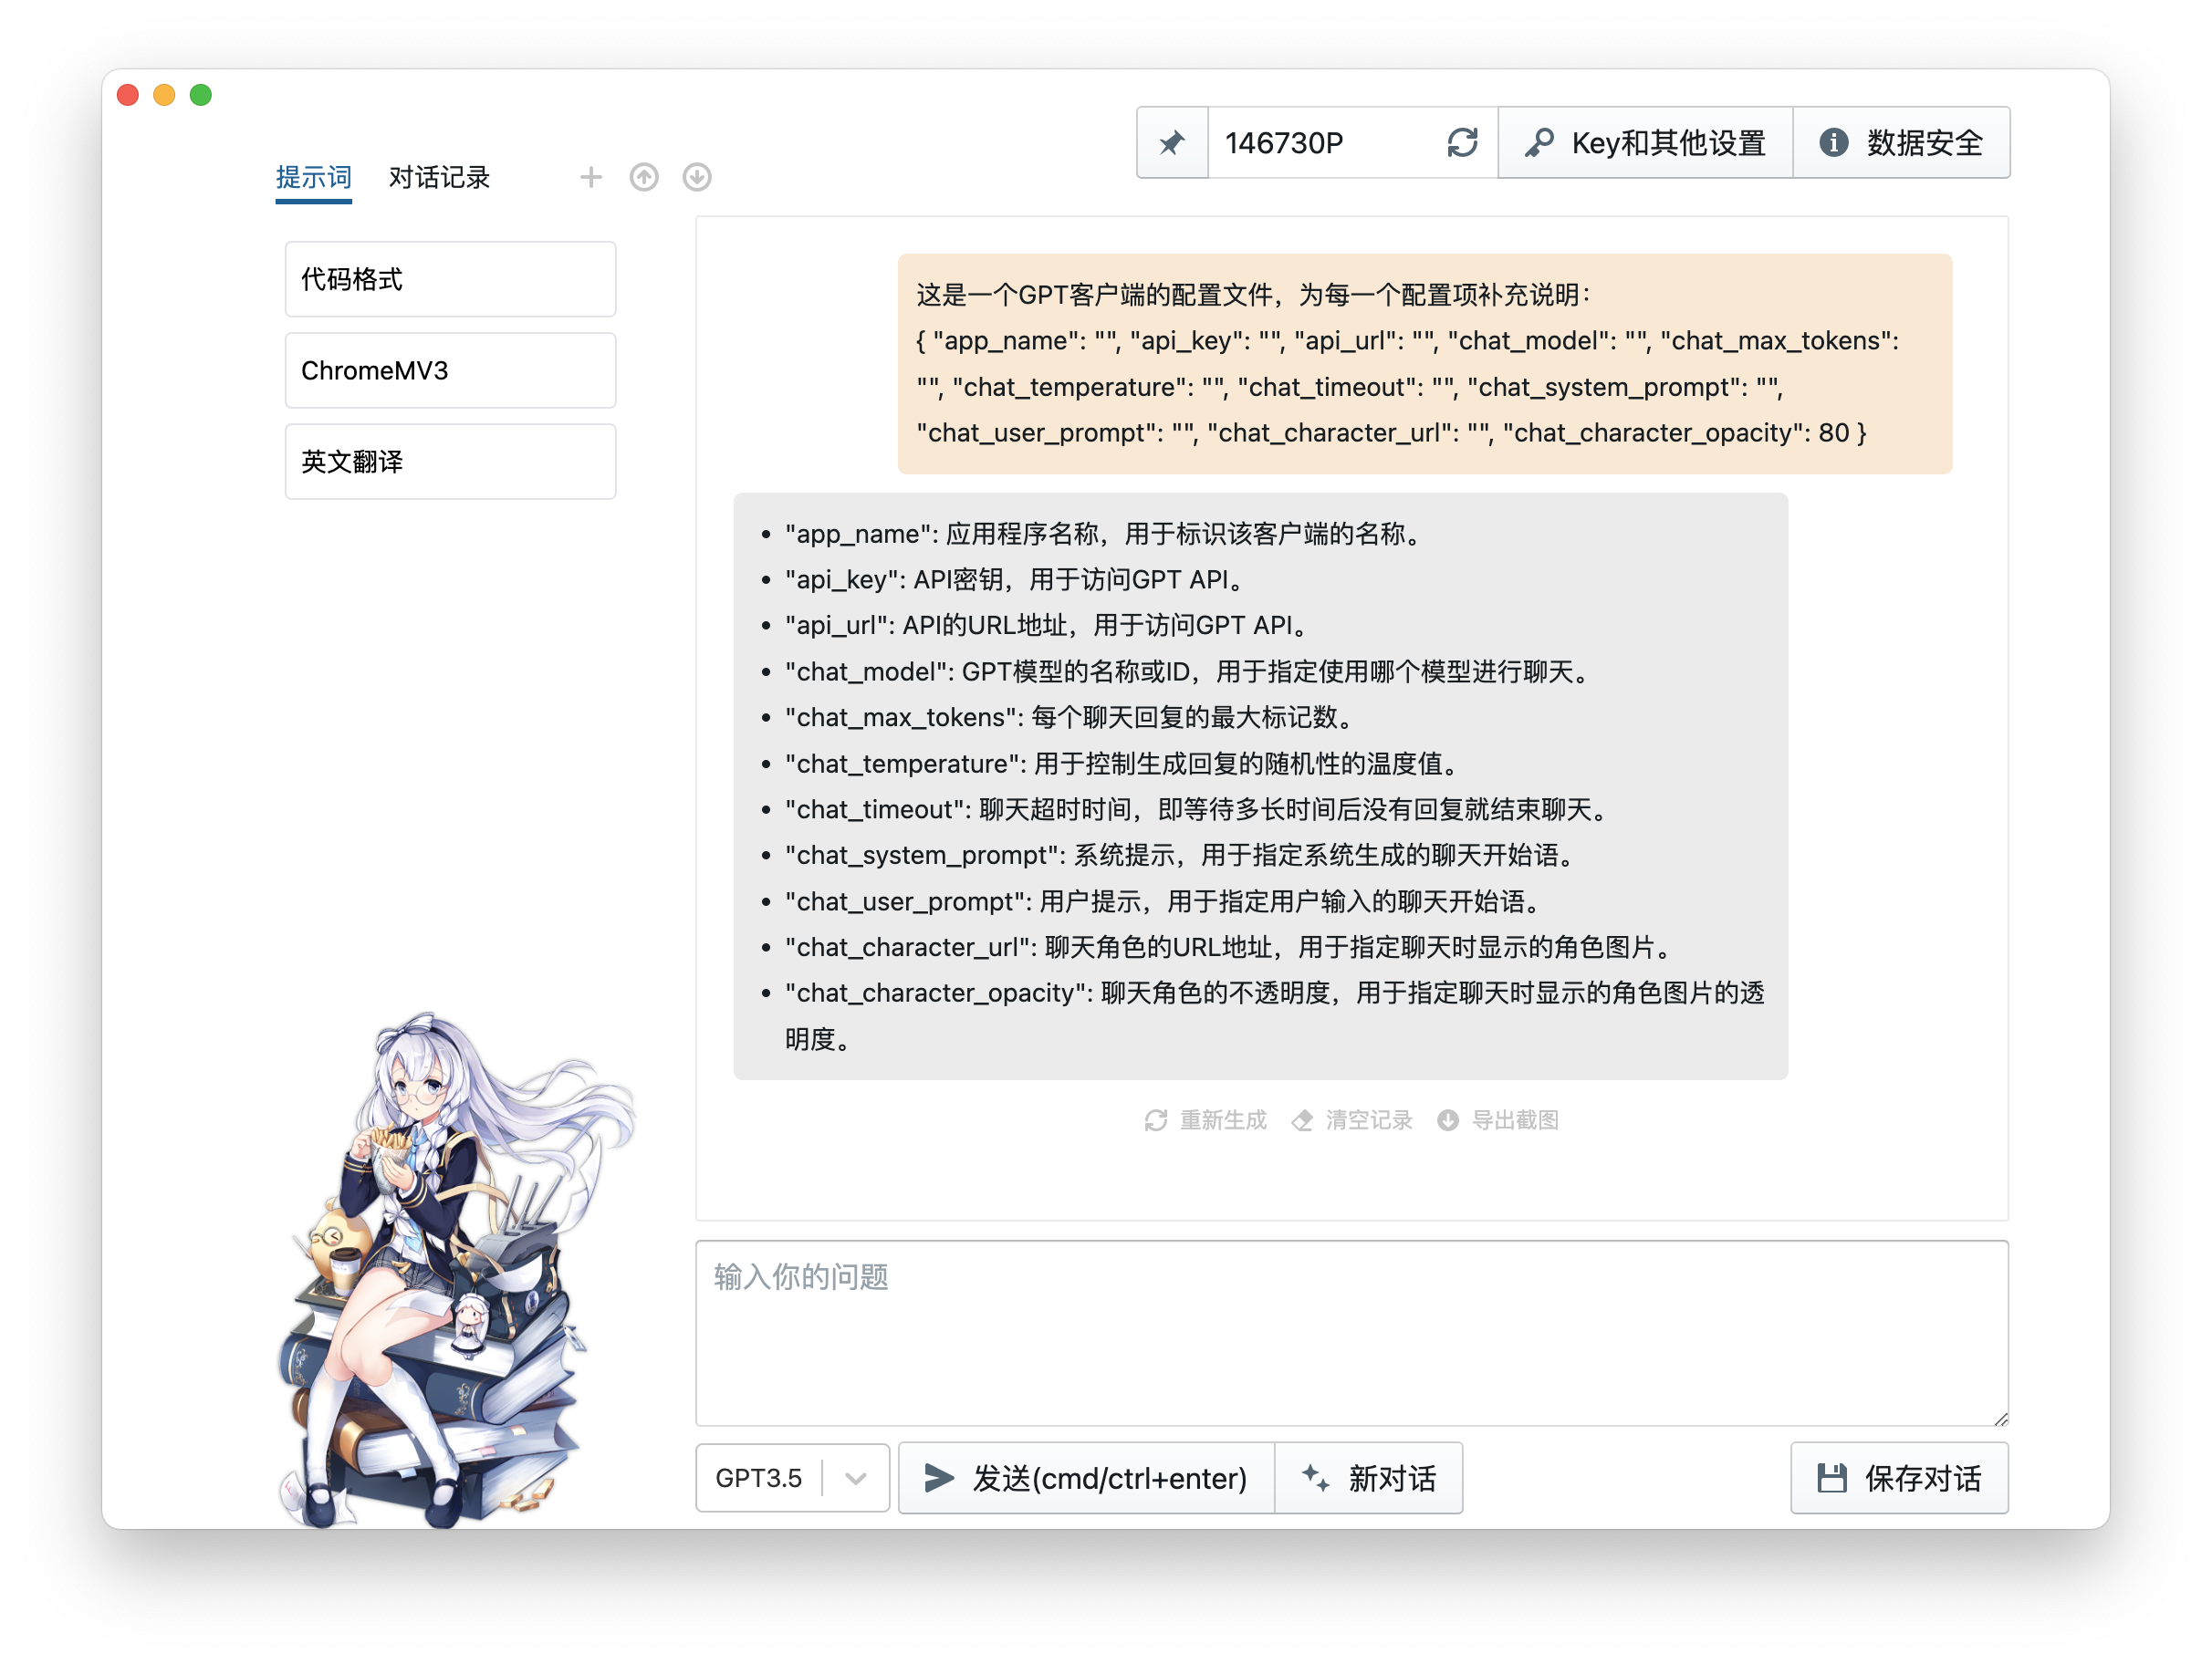 146730P
Key和其他设置
数据安全
提示词
对话记录
代码格式
ChromeMV3
英文翻译
这是一个GPT客户端的配置文件，为每一个配置项补充说明：
{ "app_name": "", "api_key": "", "api_url": "", "chat_model": "", "chat_max_tokens":
"", "chat_temperature": "", "chat_timeout": "", "chat_system_prompt": "",
"chat_user_prompt": "", "chat_character_url": "", "chat_character_opacity": 80 }
• "app_name": 应用程序名称，用于标识该客户端的名称。
• "api_key": API密钥，用于访问GPT API。
• "api_url": API的URL地址，用于访问GPT API。
• "chat_model": GPT模型的名称或ID，用于指定使用哪个模型进行聊天。
• "chat_max_tokens": 每个聊天回复的最大标记数。
• "chat_temperature": 用于控制生成回复的随机性的温度值。
• "chat_timeout": 聊天超时时间，即等待多长时间后没有回复就结束聊天。
• "chat_system_prompt": 系统提示，用于指定系统生成的聊天开始语。
• "chat_user_prompt": 用户提示，用于指定用户输入的聊天开始语。
• "chat_character_url": 聊天角色的URL地址，用于指定聊天时显示的角色图片。
• "chat_character_opacity": 聊天角色的不透明度，用于指定聊天时显示的角色图片的透
明度。
重新生成
清空记录
导出截图
输入你的问题
GPT3.5
发送(cmd/ctrl+enter)
新对话
保存对话